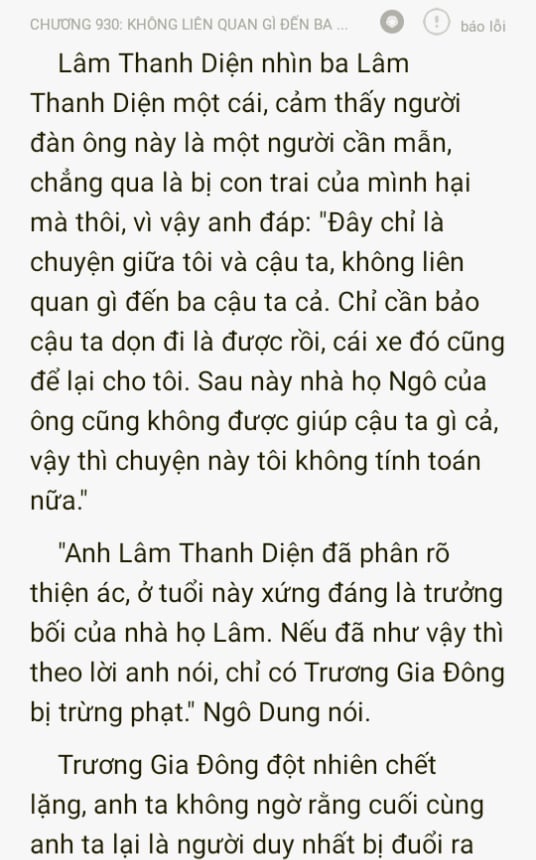 CHƯƠNG 930: KHÔNG LIÊN QUAN GÌ ĐẾN BA ...
báo lỗi
Lâm Thanh Diện nhìn ba Lâm
Thanh Diện một cái, cảm thấy người
đàn ông này là một người cần mẫn,
chẳng qua là bị con trai của mình hại
mà thôi, vì vậy anh đáp: "Đây chỉ là
chuyện giữa tôi và cậu ta, không liên
quan gì đến ba cậu ta cả. Chỉ cần bảo
cậu ta dọn đi là được rồi, cái xe đó cũng
để lại cho tôi. Sau này nhà họ Ngô của
ông cũng không được giúp cậu ta gì cả,
vậy thì chuyện này tôi không tính toán
nữa."
"Anh Lâm Thanh Diện đã phân rõ
thiện ác, ở tuổi này xứng đáng là trưởng
bối của nhà họ Lâm. Nếu đã như vậy thì
theo lời anh nói, chỉ có Trương Gia Đông
bị trừng phạt." Ngô Dung nói.
Trương Gia Đông đột nhiên chết
lặng, anh ta không ngờ rằng cuối cùng
anh ta lại là người duy nhất bị đuổi ra